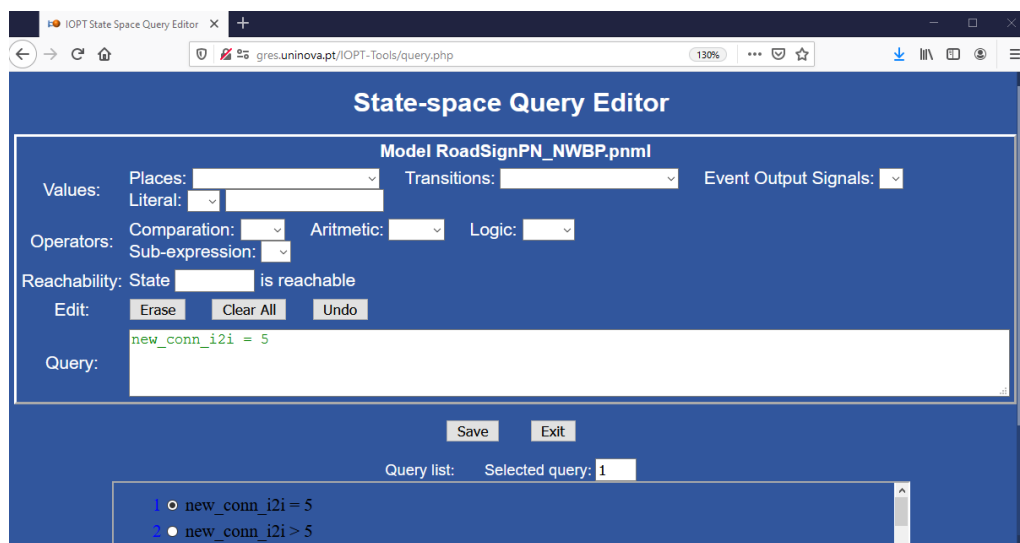 IOPT State Space Query Editor
gres.uninova.pt/IOPT-Tools/query.php
130%
State-space Query Editor
Model RoadSignPN_NWBP.pnml
Values:
Places:
Transitions:
Event Output Signals:
Literal:
Operators:
Comparation:
Aritmetic:
Logic:
Sub-expression:
Reachability: State is reachable
Edit:
Erase
Clear All
Undo
Query:
new_conn_i2i = 5
Save
Exit
Query list:
Selected query: 1
1 new_conn_i2i = 5
2 new_conn_i2i > 5